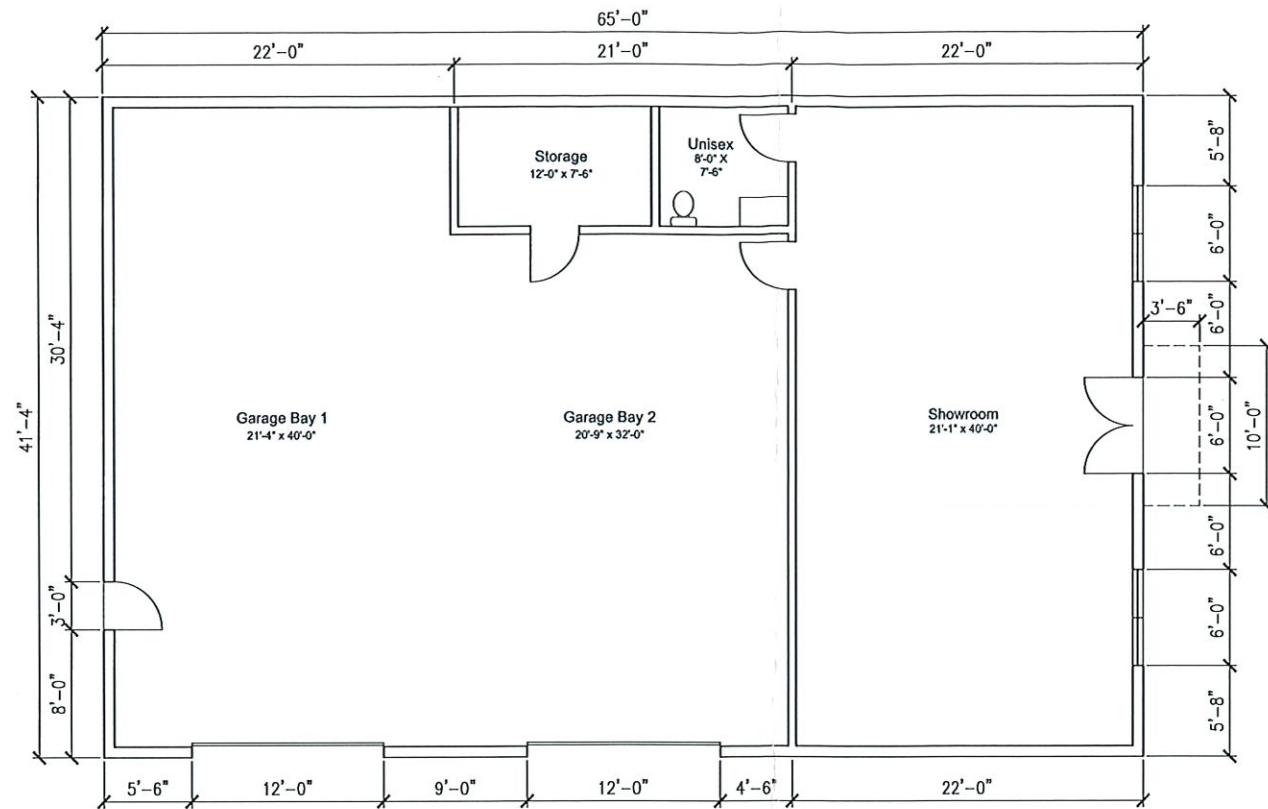 65'-0"
22'-0"
21'-0"
22'-0"
5'-8"
Storage
12'-0" x 7'-6"
Unisex
8'-0" X
7'-6"
6'-0"
3'-6"
6'-0"
30'-4"
41'-4"
Garage Bay 1
21'-4" x 40'-0"
Garage Bay 2
20'-9" x 32'-0"
Showroom
21'-1" x 40'-0"
6'-0"
10'-0"
6'-0"
3'-0"
6'-0"
8'-0"
5'-8"
5'-6"
12'-0"
9'-0"
12'-0"
4'-6"
22'-0"